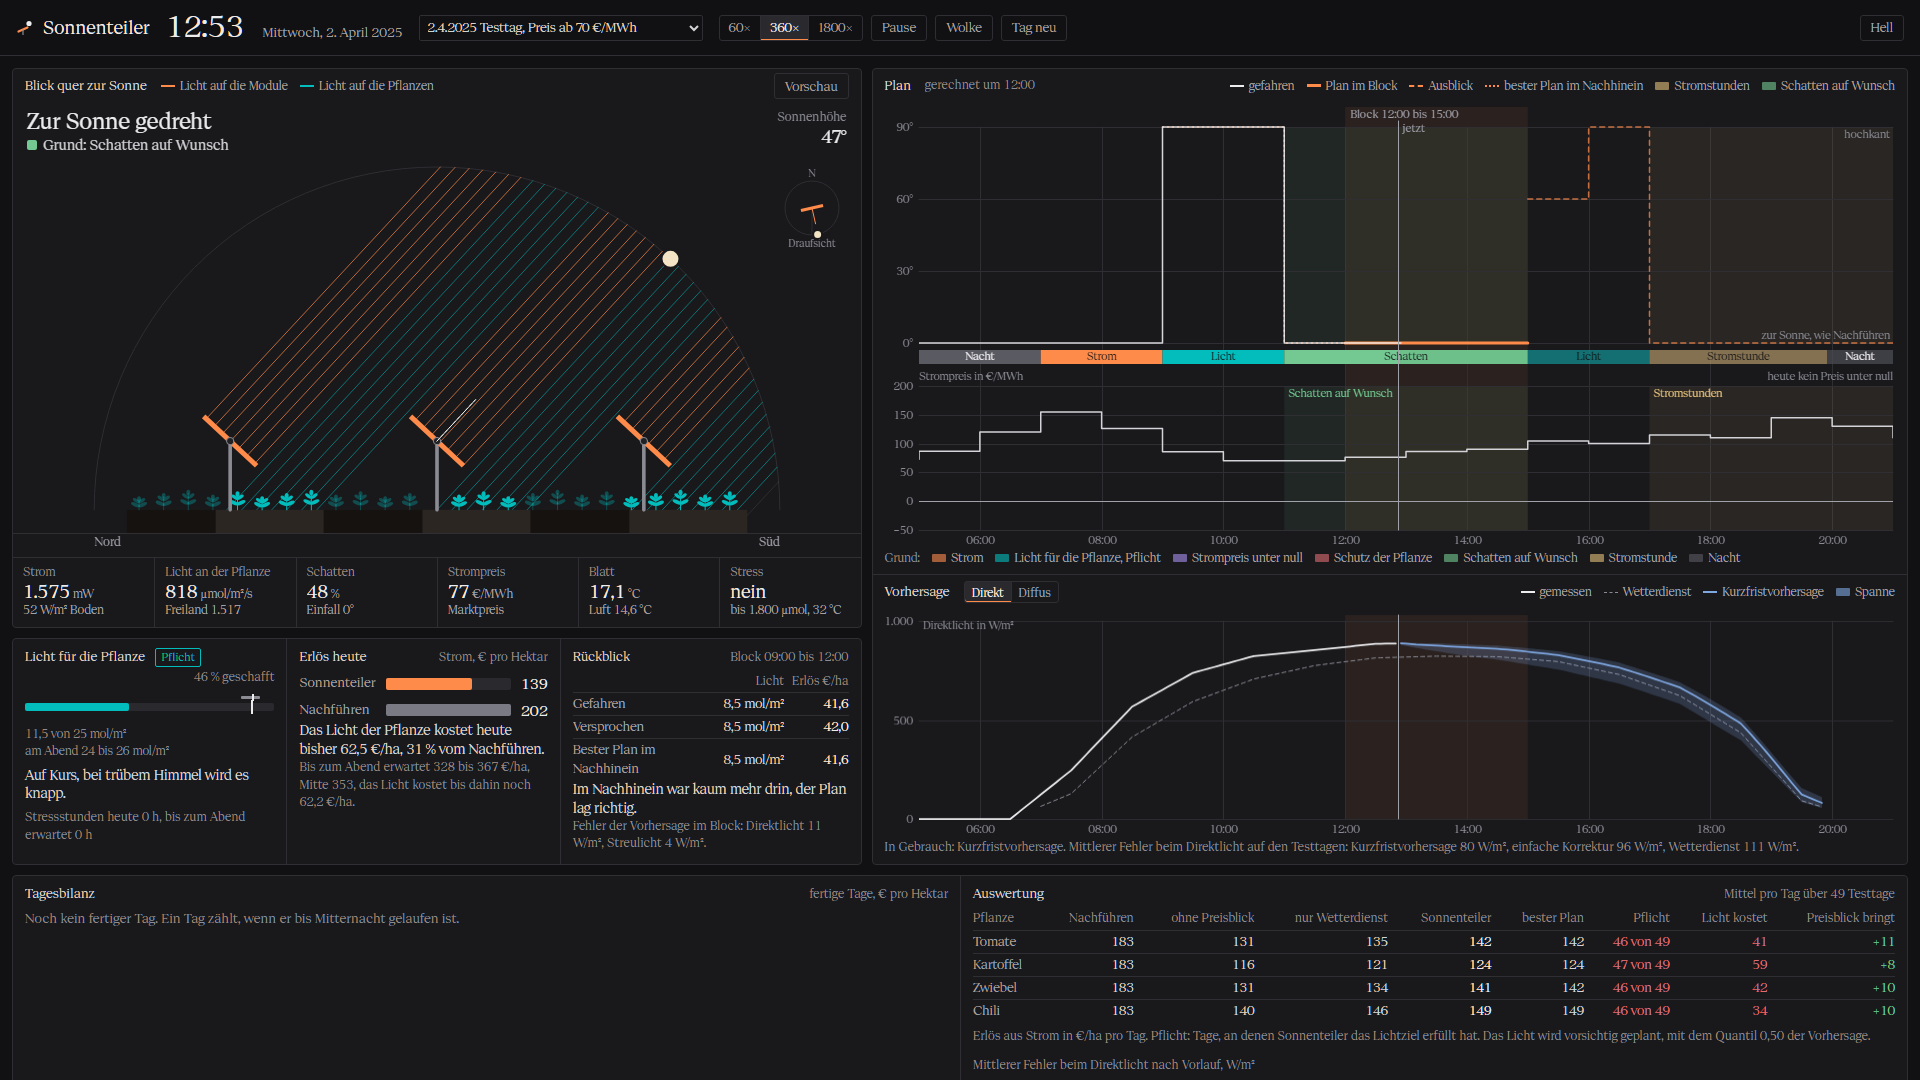 Sonnenteiler 12:53 Mittwoch, 2. April 2025 2.4.2025 Testtag, Preis ab 70 €/MWh 60× 360× 1800× Pause Wolke Tag neu Hell
Blick quer zur Sonne Licht auf die Module Licht auf die Pflanzen Vorschau
Zur Sonne gedreht
Grund: Schatten auf Wunsch
Sonnenhöhe
47°
N
Draufsicht
Nord Süd
Strom
1.575 mW
52 W/m² Boden
Licht an der Pflanze
818 µmol/m²/s
Freiland 1.517
Schatten
48 %
Einfall 0°
Strompreis
77 €/MWh
Marktpreis
Blatt
17,1 °C
Luft 14,6 °C
Stress
nein
bis 1.800 µmol, 32 °C
Licht für die Pflanze Pflicht
46 % geschafft
11,5 von 25 mol/m²
am Abend 24 bis 26 mol/m²
Auf Kurs, bei trübem Himmel wird es
knapp.
Stressstunden heute 0 h, bis zum Abend
erwartet 0 h
Erlös heute Strom, € pro Hektar
Sonnenteiler 139
Nachführen 202
Das Licht der Pflanze kostet heute
bisher 62,5 €/ha, 31 % vom Nachführen.
Bis zum Abend erwartet 328 bis 367 €/ha,
Mitte 353, das Licht kostet bis dahin noch
62,2 €/ha.
Rückblick Block 09:00 bis 12:00
Licht Erlös €/ha
Gefahren 8,5 mol/m² 41,6
Versprochen 8,5 mol/m² 42,0
Bester Plan im
Nachhinein 8,5 mol/m² 41,6
Im Nachhinein war kaum mehr drin, der Plan
lag richtig.
Fehler der Vorhersage im Block: Direktlicht 11
W/m², Streulicht 4 W/m².
Plan gerechnet um 12:00 gefahren Plan im Block Ausblick bester Plan im Nachhinein Stromstunden Schatten auf Wunsch
Block 12:00 bis 15:00
jetzt
hochkant
90°
60°
30°
0°
zur Sonne, wie Nachführen
Nacht Strom Licht Schatten Licht Stromstunde Nacht
Strompreis in €/MWh heute kein Preis unter null
Schatten auf Wunsch Stromstunden
200
150
100
50
0
-50
06:00 08:00 10:00 12:00 14:00 16:00 18:00 20:00
Grund: Strom Licht für die Pflanze, Pflicht Strompreis unter null Schutz der Pflanze Schatten auf Wunsch Stromstunde Nacht
Vorhersage Direkt Diffus gemessen Wetterdienst Kurzfristvorhersage Spanne
Direktlicht in W/m²
1.000
500
0
06:00 08:00 10:00 12:00 14:00 16:00 18:00 20:00
In Gebrauch: Kurzfristvorhersage. Mittlerer Fehler beim Direktlicht auf den Testtagen: Kurzfristvorhersage 80 W/m², einfache Korrektur 96 W/m², Wetterdienst 111 W/m².
Tagesbilanz fertige Tage, € pro Hektar
Noch kein fertiger Tag. Ein Tag zählt, wenn er bis Mitternacht gelaufen ist.
Auswertung Mittel pro Tag über 49 Testtage
Pflanze Nachführen ohne Preisblick nur Wetterdienst Sonnenteiler bester Plan Pflicht Licht kostet Preisblick bringt
Tomate 183 131 135 142 142 46 von 49 41 +11
Kartoffel 183 116 121 124 124 47 von 49 59 +8
Zwiebel 183 131 134 141 142 46 von 49 42 +10
Chili 183 140 146 149 149 46 von 49 34 +10
Erlös aus Strom in €/ha pro Tag. Pflicht: Tage, an denen Sonnenteiler das Lichtziel erfüllt hat. Das Licht wird vorsichtig geplant, mit dem Quantil 0,50 der Vorhersage.
Mittlerer Fehler beim Direktlicht nach Vorlauf, W/m²